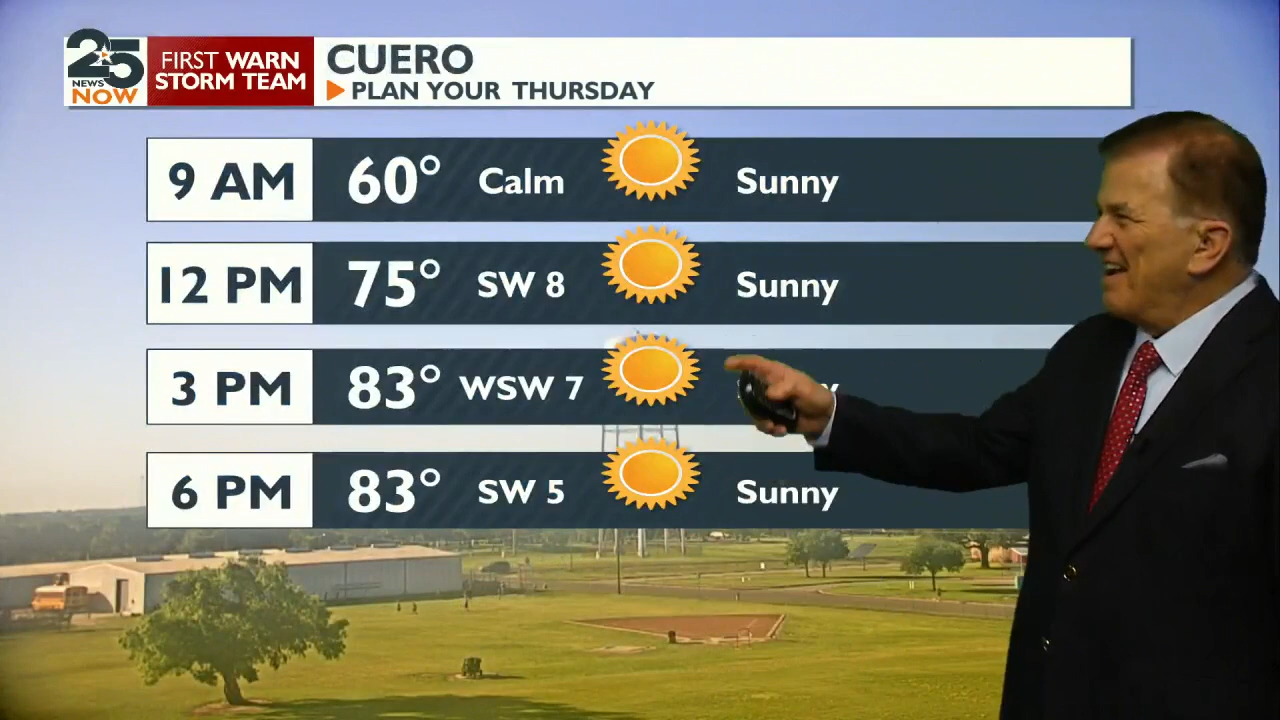 25
NEWS
NOW
FIRST WARN
STORM TEAM
CUERO
PLAN YOUR THURSDAY
9 AM 60° Calm Sunny
12 PM 75° SW 8 Sunny
3 PM 83° WSW 7
6 PM 83° SW 5 Sunny